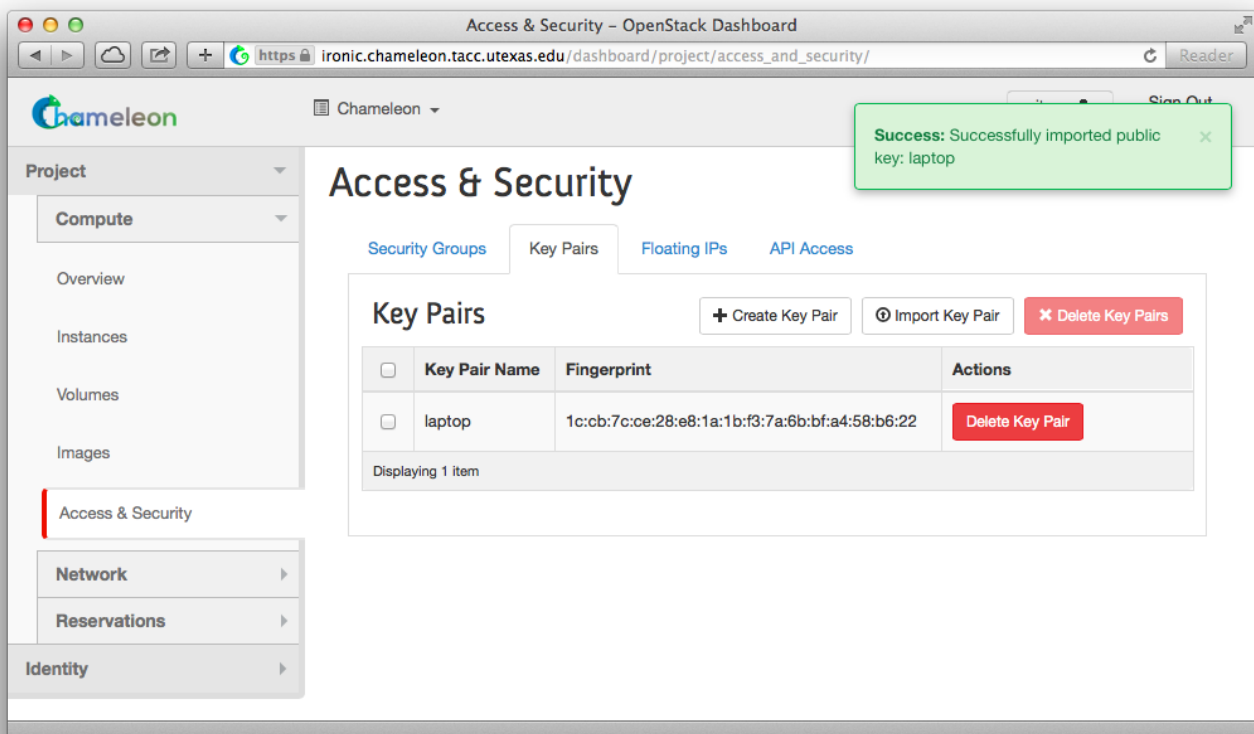 Access & Security – OpenStack Dashboard
https ironic.chameleon.tacc.utexas.edu/dashboard/project/access_and_security/ Reader
Chameleon
Chameleon
Sign Out
Success: Successfully imported public
key: laptop
Project
Compute
Overview
Instances
Volumes
Images
Access & Security
Network
Reservations
Identity
Access & Security
Security Groups Key Pairs Floating IPs API Access
Key Pairs
Create Key Pair Import Key Pair Delete Key Pairs
Key Pair Name Fingerprint Actions
laptop 1c:cb:7c:ce:28:e8:1a:1b:f3:7a:6b:bf:a4:58:b6:22 Delete Key Pair
Displaying 1 item